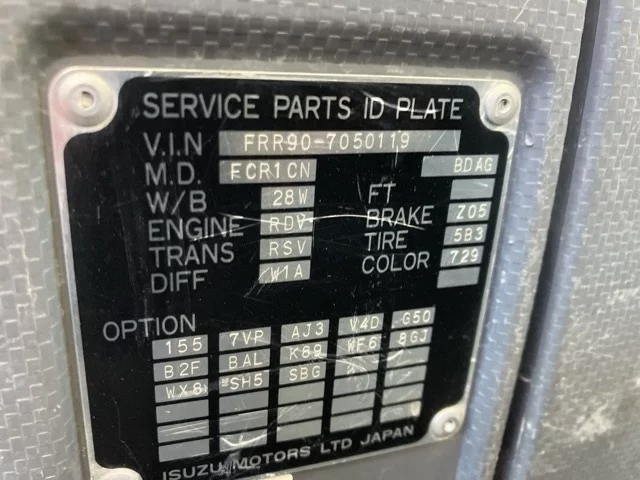 SERVICE PARTS ID PLATE
V.I.N FRR90-7050119
M.D. FCR1CN BDAG
W/B 28W FT
ENGINE RDV BRAKE Z05
TRANS RSV TIRE 5B3
DIFF W1A COLOR 729
OPTION
155 7VP AJ3 V4D G50
B2F BAL K89 WF6 8GJ
WX8 SH5 SBG
ISUZU MOTORS LTD JAPAN